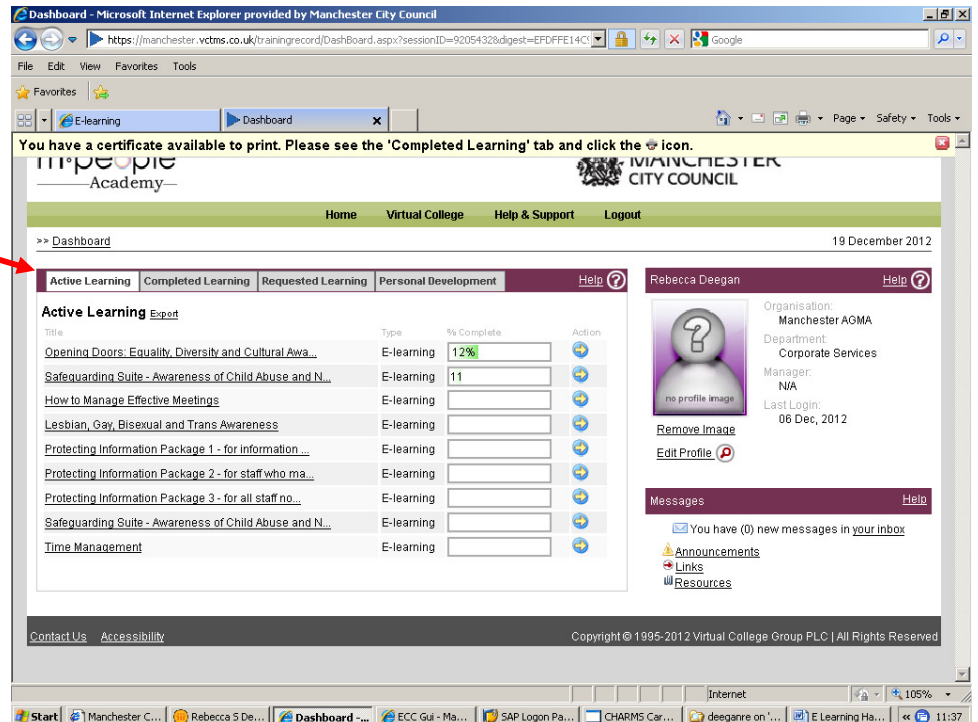 Dashboard - Microsoft Internet Explorer provided by Manchester City Council
https://manchester.vctms.co.uk/trainingrecord/DashBoard.aspx?sessionID=9205432&digest=EFDFFE14C
Google
File Edit View Favorites Tools
Favorites
E-learning Dashboard Page Safety Tools
You have a certificate available to print. Please see the 'Completed Learning' tab and click the icon.
m:people MANCHESTER
Academy CITY COUNCIL
Home Virtual College Help & Support Logout
>> Dashboard 19 December 2012
Active Learning Completed Learning Requested Learning Personal Development Help ?
Active Learning Export
Title Type % Complete Action
Opening Doors: Equality, Diversity and Cultural Awa... E-learning 12%
Safeguarding Suite - Awareness of Child Abuse and N... E-learning 11
How to Manage Effective Meetings E-learning
Lesbian, Gay, Bisexual and Trans Awareness E-learning
Protecting Information Package 1 - for information ... E-learning
Protecting Information Package 2 - for staff who ma... E-learning
Protecting Information Package 3 - for all staff no... E-learning
Safeguarding Suite - Awareness of Child Abuse and N... E-learning
Time Management E-learning
Rebecca Deegan Help ?
no profile image
Remove Image
Edit Profile
Organisation:
Manchester AGMA
Department:
Corporate Services
Manager:
N/A
Last Login:
06 Dec, 2012
Messages Help
You have (0) new messages in your inbox
Announcements
Links
Resources
Contact Us Accessibility Copyright © 1995-2012 Virtual College Group PLC | All Rights Reserved
Internet 105%
Start Manchester C... Rebecca S De... Dashboard -... ECC Gui - Ma... SAP Logon Pa... CHARMS Car... deeganre on '... E Learning Ha... 11:37